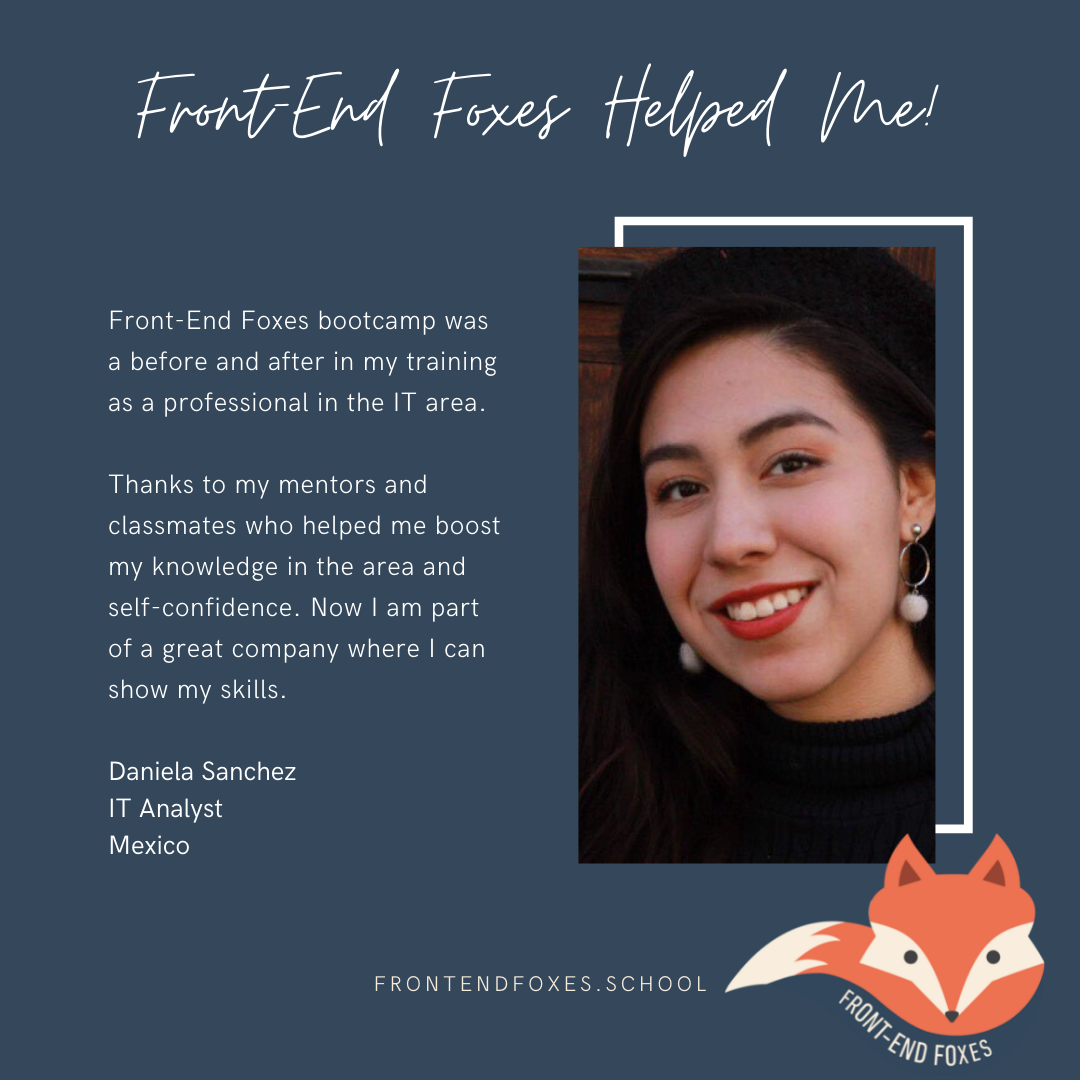 Front-End Foxes Helped Me!
Front-End Foxes bootcamp was
a before and after in my training
as a professional in the IT area.
Thanks to my mentors and
classmates who helped me boost
my knowledge in the area and
self-confidence. Now I am part
of a great company where I can
show my skills.
Daniela Sanchez
IT Analyst
Mexico
FRONTENDFOXES.SCHOOL
FRONT-END FOXES